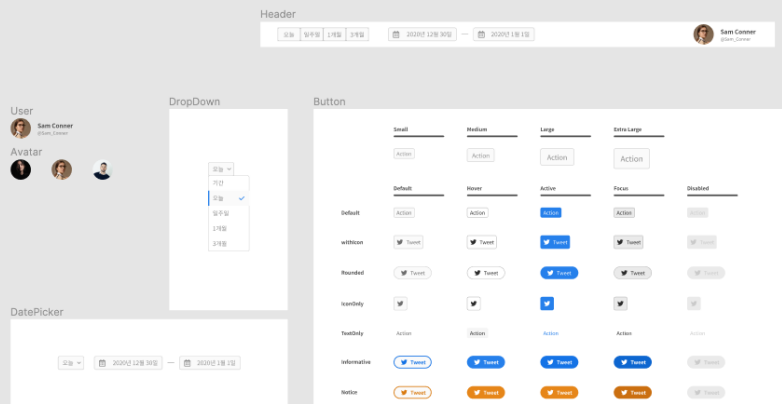 Header
오늘 일주일 1개월 3개월 2020년 12월 30일 — 2020년 1월 1일 Sam Conner
@Sam_Conner
User
Sam Conner
@Sam_Conner
Avatar
DropDown
오늘
기간
오늘
일주일
1개월
3개월
DatePicker
오늘 2020년 12월 30일 — 2020년 1월 1일
Button
Small Medium Large Extra Large
Action Action Action Action
Default Hover Active Focus Disabled
Default Action Action Action Action Action
withIcon Tweet Tweet Tweet Tweet Tweet
Rounded Tweet Tweet Tweet Tweet Tweet
IconOnly
TextOnly Action Action Action Action Action
Informative Tweet Tweet Tweet Tweet Tweet
Notice Tweet Tweet Tweet Tweet Tweet